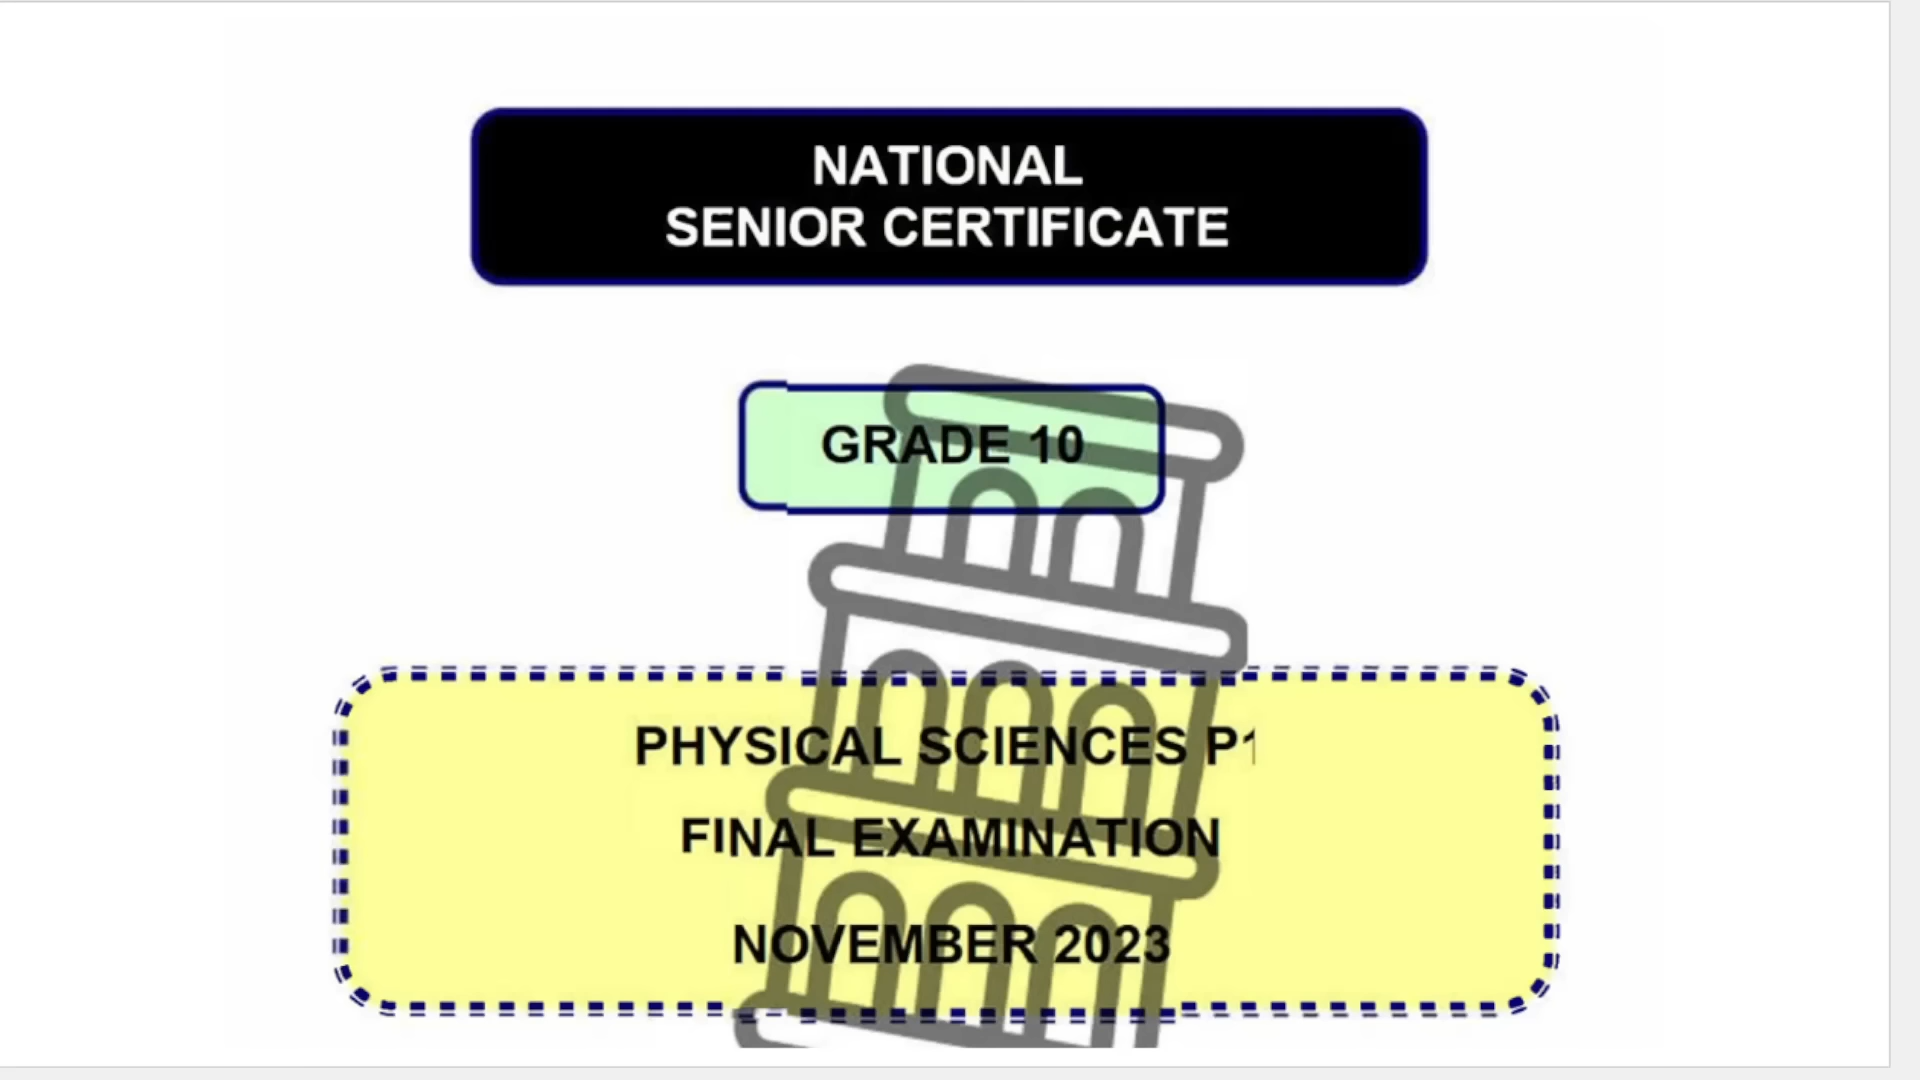 NATIONAL
SENIOR CERTIFICATE
GRADE 10
PHYSICAL SCIENCES P1
FINAL EXAMINATION
NOVEMBER 2023